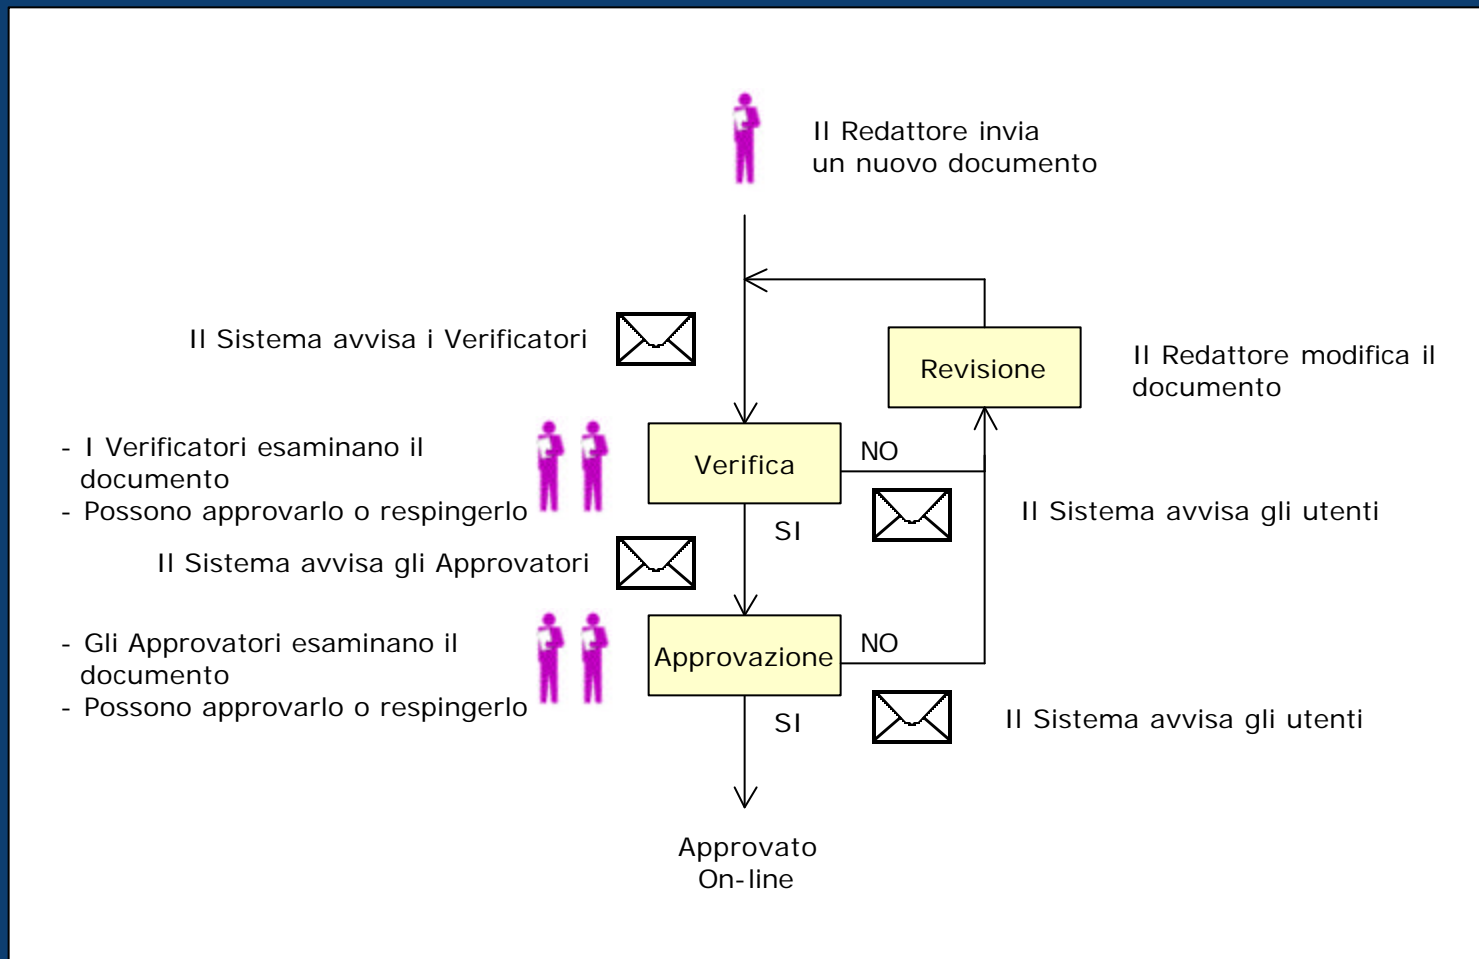 Il Redattore invia
un nuovo documento
Il Sistema avvisa i Verificatori
Revisione
Il Redattore modifica il
documento
- I Verificatori esaminano il
documento
- Possono approvarlo o respingerlo
Verifica
NO
SI
Il Sistema avvisa gli utenti
Il Sistema avvisa gli Approvatori
- Gli Approvatori esaminano il
documento
- Possono approvarlo o respingerlo
Approvazione
NO
SI
Il Sistema avvisa gli utenti
Approvato
On-line